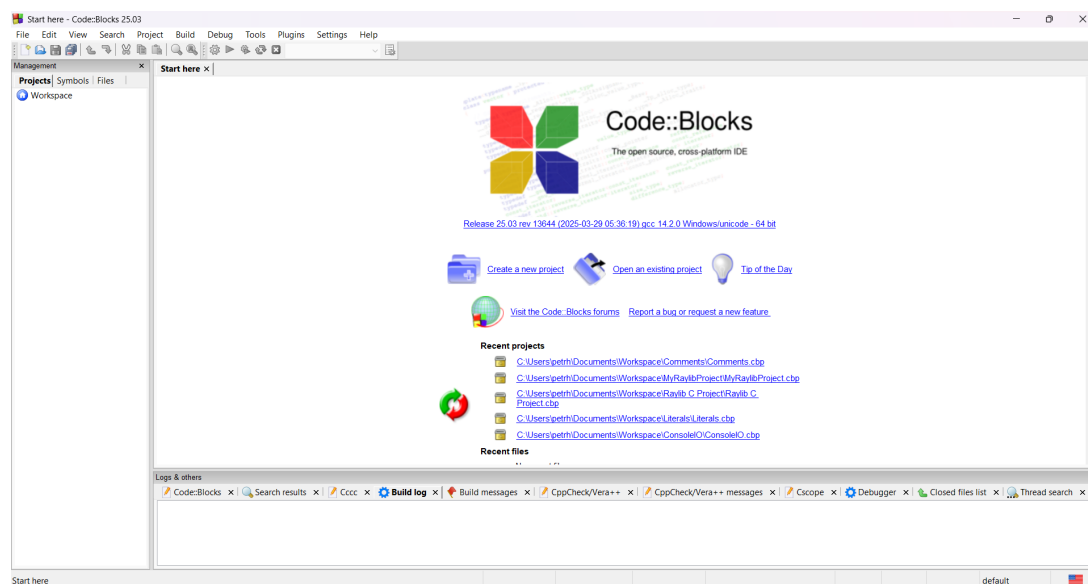 Start here - Code::Blocks 25.03
File Edit View Search Project Build Debug Tools Plugins Settings Help
Management
Projects Symbols Files
Workspace
Start here
Code::Blocks
The open source, cross-platform IDE
Release 25.03 rev 13644 (2025-03-29 05:36:19) gcc 14.2.0 Windows/unicode - 64 bit
Create a new project Open an existing project Tip of the Day
Visit the Code::Blocks forums Report a bug or request a new feature
Recent projects
C:\Users\petrh\Documents\Workspace\Comments\Comments.cbp
C:\Users\petrh\Documents\Workspace\MyRaylibProject\MyRaylibProject.cbp
C:\Users\petrh\Documents\Workspace\Raylib C Project\Raylib C
Project.cbp
C:\Users\petrh\Documents\Workspace\Literals\Literals.cbp
C:\Users\petrh\Documents\Workspace\ConsoleIO\ConsoleIO.cbp
Recent files
Logs & others
Code::Blocks Search results Cccc Build log Build messages CppCheck/Vera++ CppCheck/Vera++ messages Cscope Debugger Closed files list Thread search
Start here default